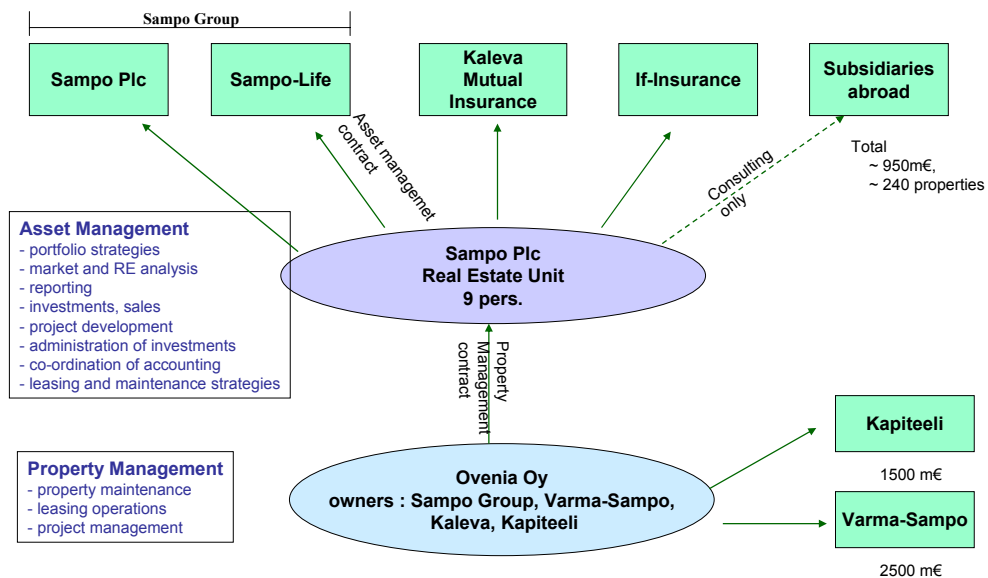 Sampo Group
Sampo Plc
Sampo-Life
Kaleva
Mutual
Insurance
If-Insurance
Subsidiaries
abroad
Total
~ 950m€,
~ 240 properties
Asset managemet
contract
Consulting
only
Asset Management
- portfolio strategies
- market and RE analysis
- reporting
- investments, sales
- project development
- administration of investments
- co-ordination of accounting
- leasing and maintenance strategies
Sampo Plc
Real Estate Unit
9 pers.
Property
Management
contract
Property Management
- property maintenance
- leasing operations
- project management
Ovenia Oy
owners : Sampo Group, Varma-Sampo,
Kaleva, Kapiteeli
Kapiteeli
1500 m€
Varma-Sampo
2500 m€